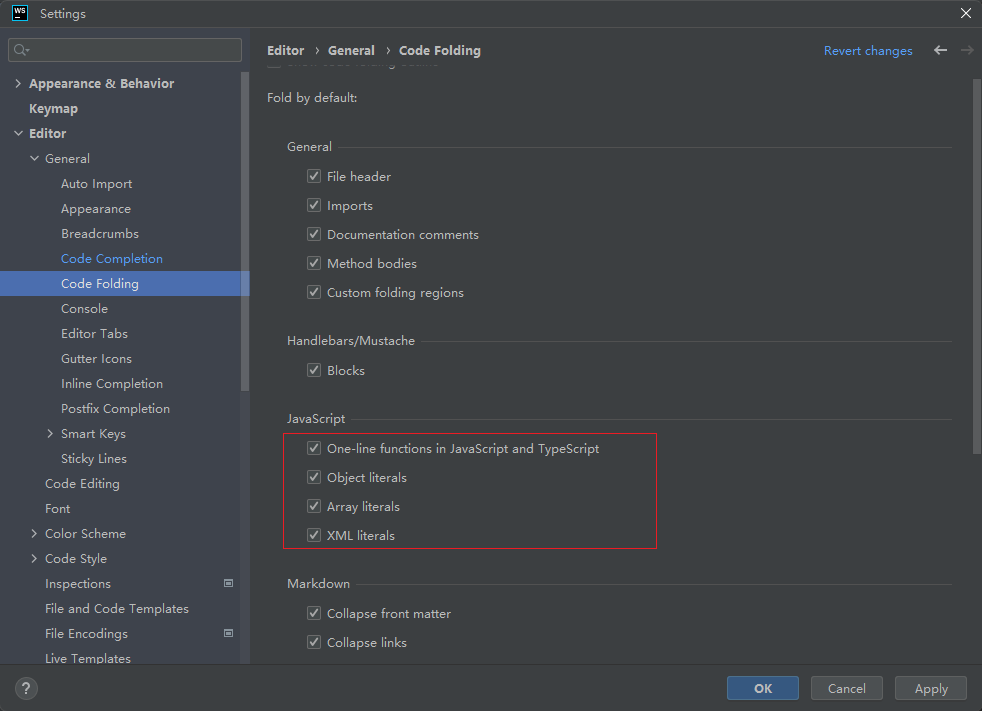 WS Settings
Editor › General › Code Folding
Revert changes
Show code folding outline
Appearance & Behavior
Keymap
Editor
General
Auto Import
Appearance
Breadcrumbs
Code Completion
Code Folding
Console
Editor Tabs
Gutter Icons
Inline Completion
Postfix Completion
Smart Keys
Sticky Lines
Code Editing
Font
Color Scheme
Code Style
Inspections
File and Code Templates
File Encodings
Live Templates
Fold by default:
General
File header
Imports
Documentation comments
Method bodies
Custom folding regions
Handlebars/Mustache
Blocks
JavaScript
One-line functions in JavaScript and TypeScript
Object literals
Array literals
XML literals
Markdown
Collapse front matter
Collapse links
?
OK
Cancel
Apply